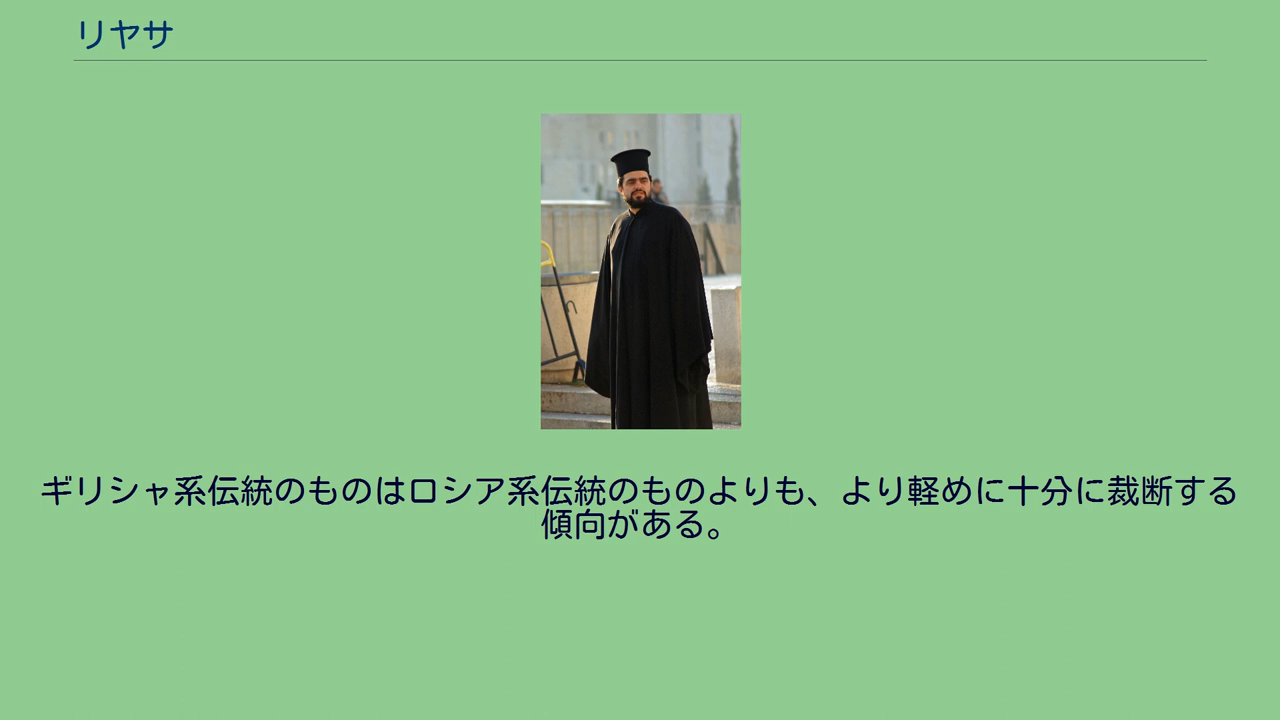 リヤサ
ギリシャ系伝統のものはロシア系伝統のものよりも、より軽めに十分に裁断する
傾向がある。